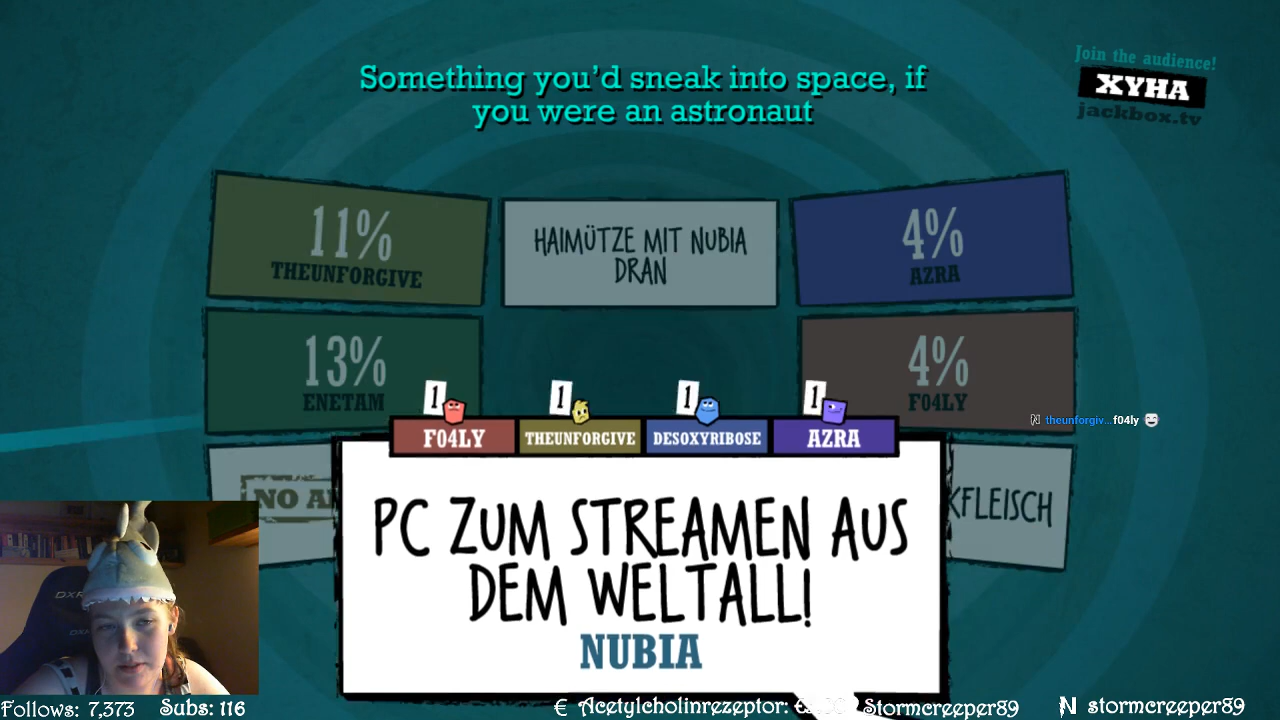 Something you'd sneak into space, if
you were an astronaut
Join the audience!
XYHA
jackbox.tv
11%
THEUNFORGIVE
HAIMÜTZE MIT NUBIA
DRAN
4%
AZRA
13%
ENETAM
4%
F04LY
1
1
1
1
F04LY
THEUNFORGIVE
DESOXYRIBOSE
AZRA
N theunforgiv... f04ly
NO
KFLEISCH
PC ZUM STREAMEN AUS
DEM WELTALL!
NUBIA
DXR
Follows: 7,373 Subs: 116
€ Acetylcholinrezeptor: Stormcreeper89 N stormcreeper89